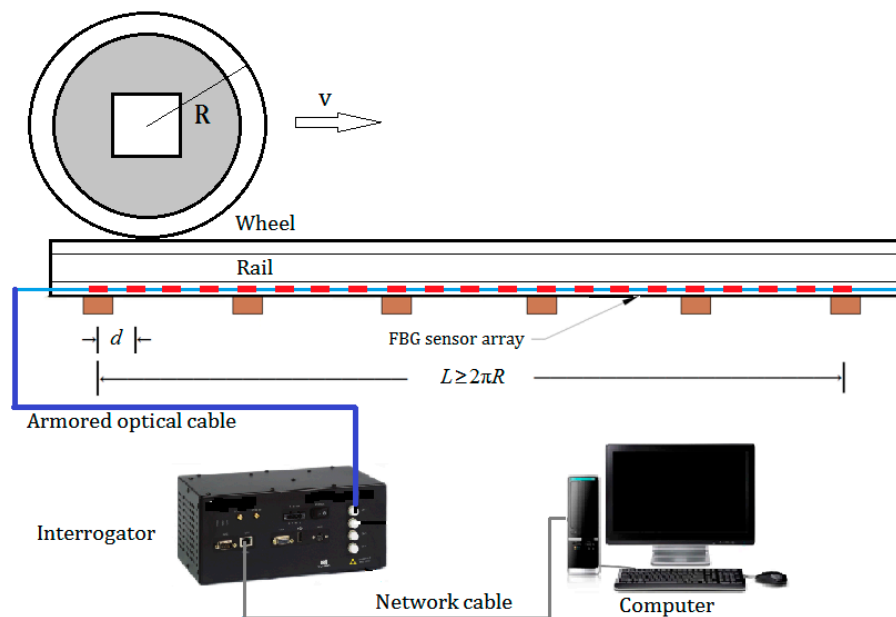 R
v
Wheel
Rail
d
FBG sensor array
L ≥ 2πR
Armored optical cable
Interrogator
Network cable
Computer